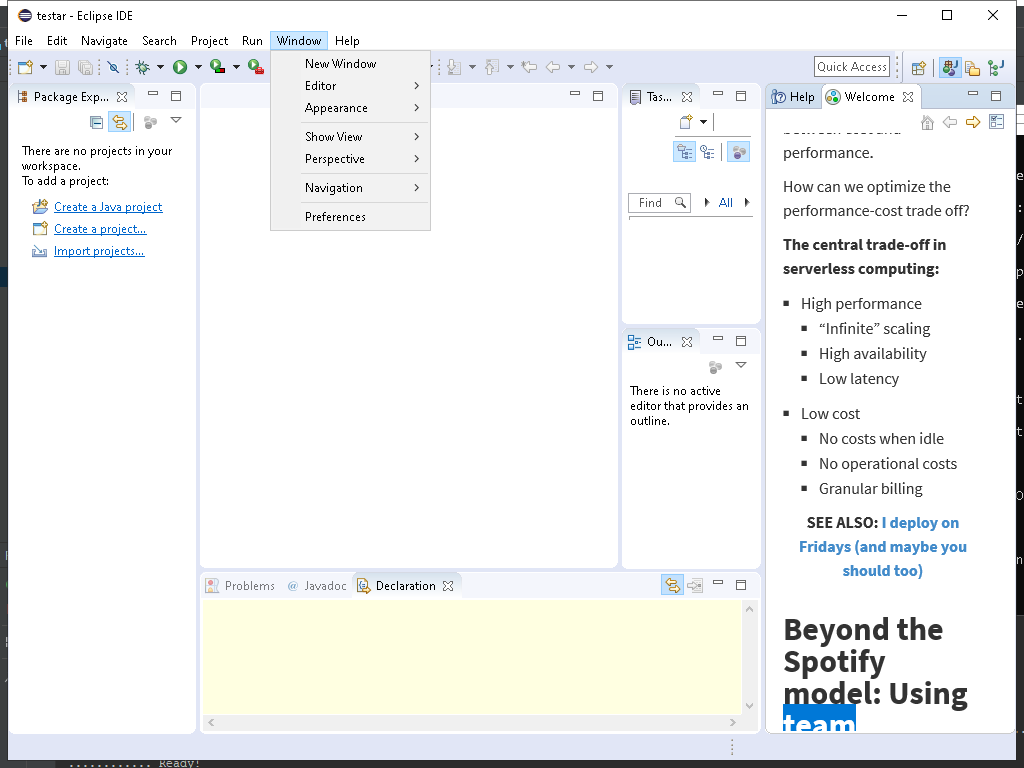 testar - Eclipse IDE
File Edit Navigate Search Project Run Window Help
Quick Access
New Window
Editor
Appearance
Show View
Perspective
Navigation
Preferences
Package Exp...
There are no projects in your
workspace.
To add a project:
Create a Java project
Create a project...
Import projects...
Tas...
Find
All
Ou...
There is no active
editor that provides an
outline.
Problems
@ Javadoc
Declaration
Help
Welcome
performance.
How can we optimize the
performance-cost trade off?
The central trade-off in
serverless computing:
▪ High performance
▪ “Infinite” scaling
▪ High availability
▪ Low latency
▪ Low cost
▪ No costs when idle
▪ No operational costs
▪ Granular billing
SEE ALSO: I deploy on
Fridays (and maybe you
should too)
Beyond the
Spotify
model: Using
team
............ Ready!